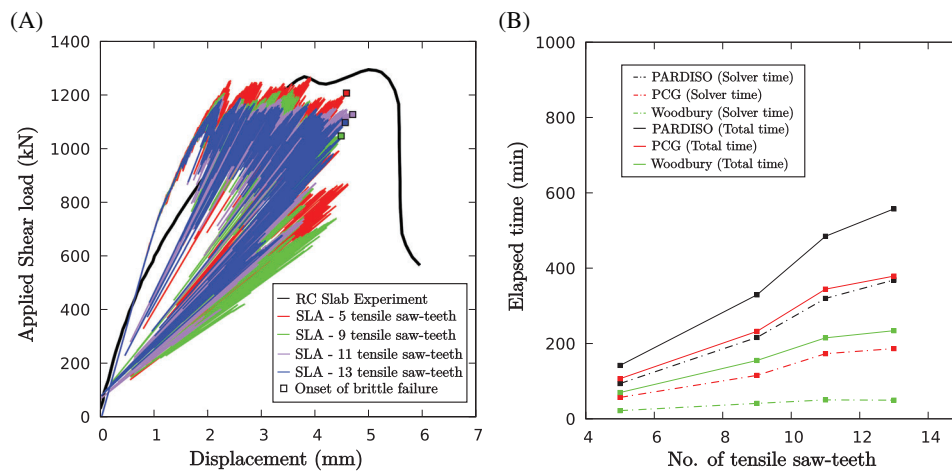 (A)
1400
1200
1000
800
600
400
200
0
0 1 2 3 4 5 6 7
Applied Shear load (kN)
Displacement (mm)
RC Slab Experiment
SLA - 5 tensile saw-teeth
SLA - 9 tensile saw-teeth
SLA - 11 tensile saw-teeth
SLA - 13 tensile saw-teeth
Onset of brittle failure
(B)
1000
800
600
400
200
0
4 6 8 10 12 14
Elapsed time (min)
No. of tensile saw-teeth
PARDISO (Solver time)
PCG (Solver time)
Woodbury (Solver time)
PARDISO (Total time)
PCG (Total time)
Woodbury (Total time)